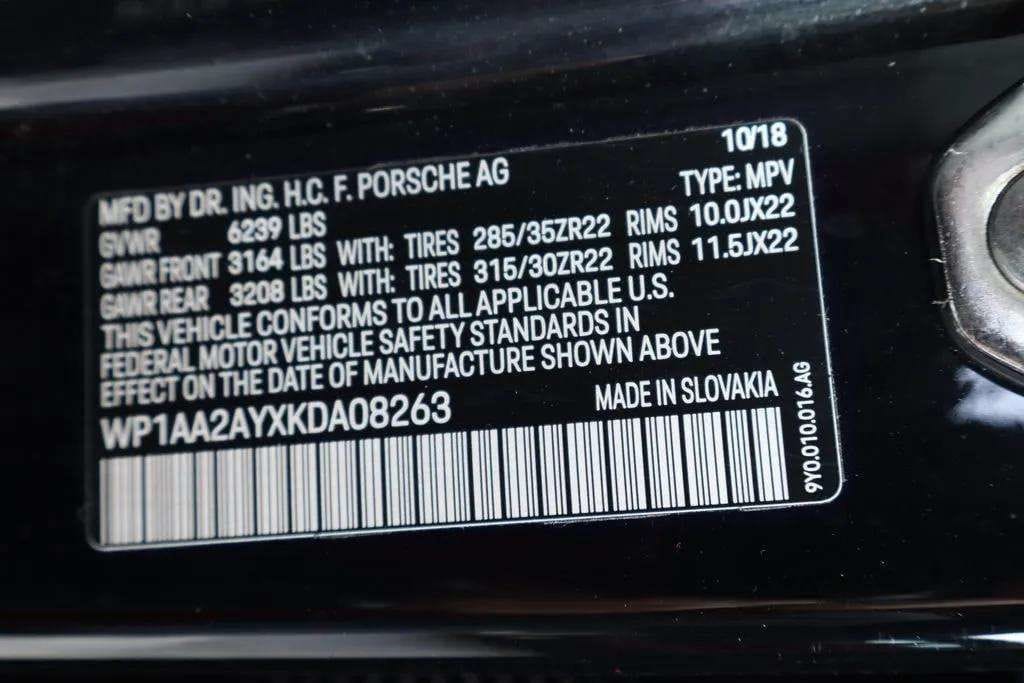 10/18
MFD BY DR. ING. H.C. F. PORSCHE AG TYPE: MPV
GVWR 6239 LBS
GAWR FRONT 3164 LBS WITH: TIRES 285/35ZR22 RIMS 10.0JX22
GAWR REAR 3208 LBS WITH: TIRES 315/30ZR22 RIMS 11.5JX22
THIS VEHICLE CONFORMS TO ALL APPLICABLE U.S.
FEDERAL MOTOR VEHICLE SAFETY STANDARDS IN
EFFECT ON THE DATE OF MANUFACTURE SHOWN ABOVE
WP1AA2AYXKDA08263 MADE IN SLOVAKIA
9Y0.010.016.AG